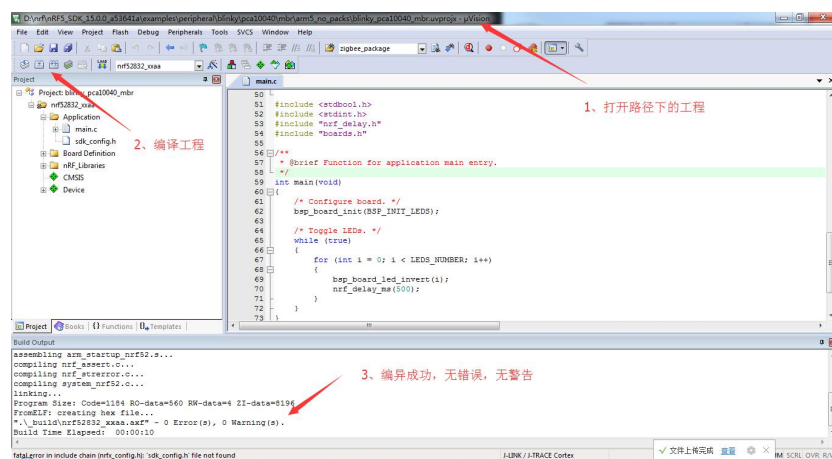 D:\nrf\nRF5_SDK_15.0.0_a53641a\examples\peripheral\blinky\pca10040\mbr\arm5_no_packs\blinky_pca10040_mbr.uvprojx - µVision
File Edit View Project Flash Debug Peripherals Tools SVCS Window Help
zigbee_package
nrf52832_xxaa
Project
main.c
Project: blinky_pca10040_mbr
nrf52832_xxaa
Application
main.c
sdk_config.h
Board Definition
nRF_Libraries
CMSIS
Device
1、打开路径下的工程
2、编译工程
50
51 #include <stdbool.h>
52 #include <stdint.h>
53 #include "nrf_delay.h"
54 #include "boards.h"
55
56 /**
57 * @brief Function for application main entry.
58 */
59 int main(void)
60 {
61 /* Configure board. */
62 bsp_board_init(BSP_INIT_LEDS);
63
64 /* Toggle LEDs. */
65 while (true)
66 {
67 for (int i = 0; i < LEDS_NUMBER; i++)
68 {
69 bsp_board_led_invert(i);
70 nrf_delay_ms(500);
71 }
72 }
73 }
Project Books {} Functions Templates
Build Output
assembling arm_startup_nrf52.s...
compiling nrf_assert.c...
compiling nrf_strerror.c...
compiling system_nrf52.c...
linking...
Program Size: Code=1184 RO-data=560 RW-data=4 ZI-data=8196
FromELF: creating hex file...
".\_build\nrf52832_xxaa.axf" - 0 Error(s), 0 Warning(s).
Build Time Elapsed: 00:00:10
3、编异成功，无错误，无警告
fatal error in include chain (nrfx_config.h): 'sdk_config.h' file not found
J-LINK / J-TRACE Cortex
文件上传完成 查看
SCRL OVR R/W